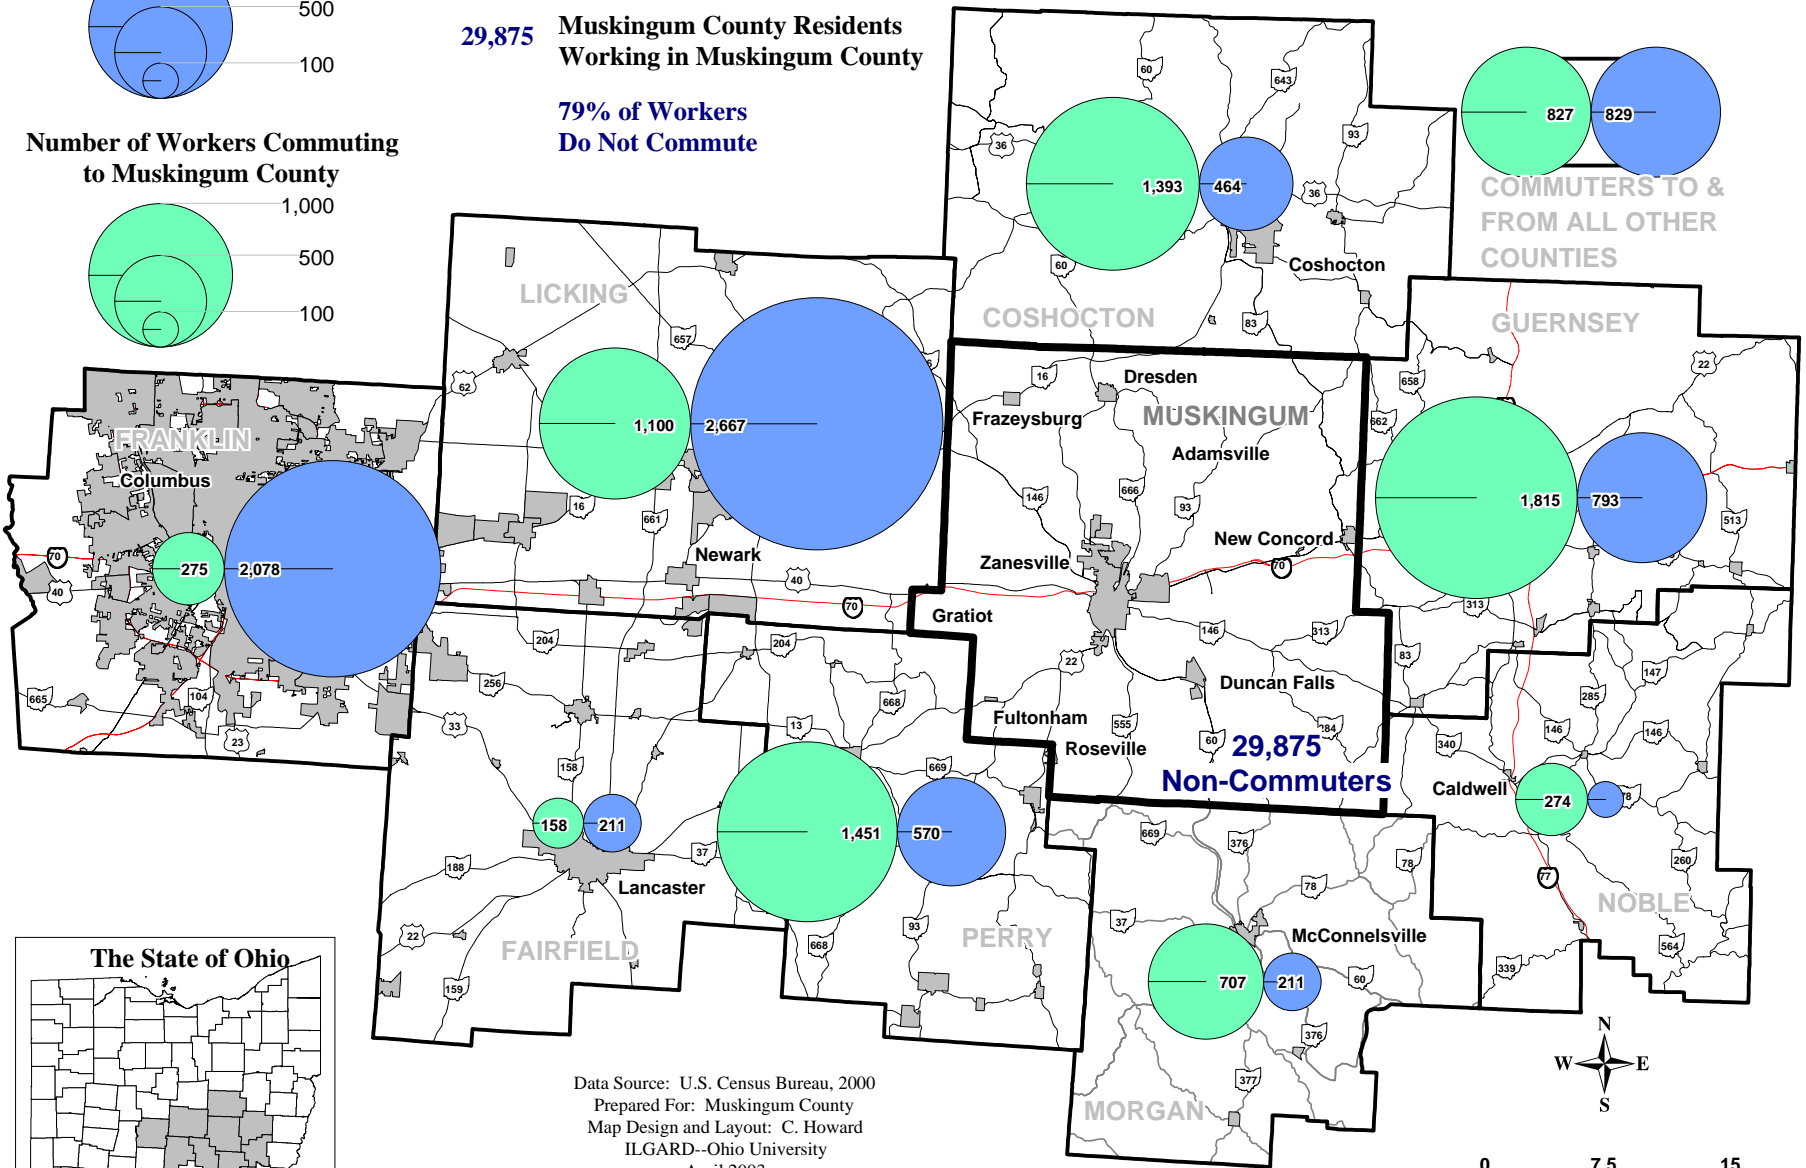 500
100
29,875
Muskingum County Residents
Working in Muskingum County
79% of Workers
Do Not Commute
Number of Workers Commuting
to Muskingum County
1,000
500
100
827
829
COMMUTERS TO &
FROM ALL OTHER
COUNTIES
60
643
93
36
1,393
464
36
60
Coshocton
COSHOCTON
83
LICKING
657
62
1,100
2,667
16
661
Newark
40
70
GUERNSEY
22
658
662
1,815
793
513
313
83
FRANKLIN
Columbus
70
40
275
2,078
665
104
23
16
Dresden
Frazeysburg
MUSKINGUM
Adamsville
146
666
93
New Concord
Zanesville
70
Gratiot
146
313
22
Duncan Falls
Fultonham
555
284
Roseville
60
29,875
Non-Commuters
204
204
256
668
33
13
158
669
158
211
1,451
570
37
188
Lancaster
22
FAIRFIELD
668
93
PERRY
159
147
285
146
146
340
Caldwell
274
78
260
77
NOBLE
564
339
669
376
78
78
37
McConnelsville
707
211
60
376
377
MORGAN
The State of Ohio
Data Source: U.S. Census Bureau, 2000
Prepared For: Muskingum County
Map Design and Layout: C. Howard
ILGARD--Ohio University
April 2003
N
W
E
S
0
7.5
15